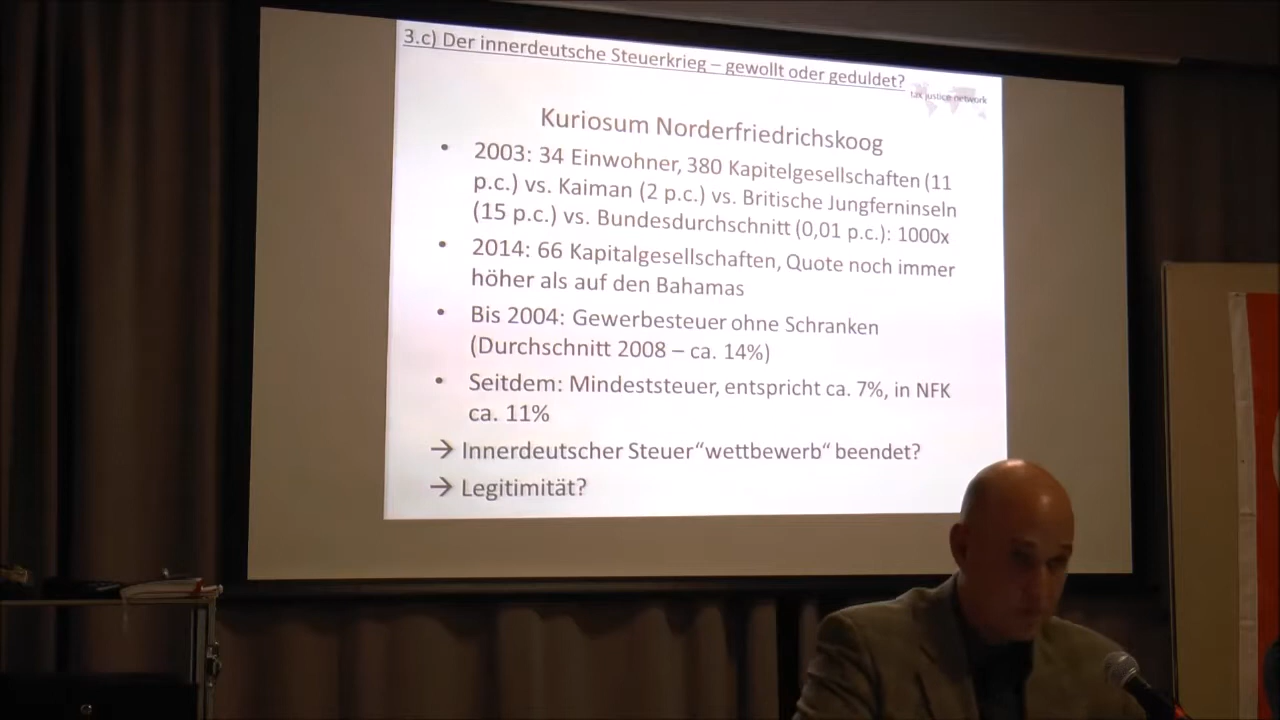 3.c) Der innerdeutsche Steuerkrieg – gewollt oder geduldet?
tax justice network
Kuriosum Norderfriedrichskoog
• 2003: 34 Einwohner, 380 Kapitelgesellschaften (11
p.c.) vs. Kaiman (2 p.c.) vs. Britische Jungferninseln
(15 p.c.) vs. Bundesdurchschnitt (0,01 p.c.): 1000x
• 2014: 66 Kapitalgesellschaften, Quote noch immer
höher als auf den Bahamas
• Bis 2004: Gewerbesteuer ohne Schranken
(Durchschnitt 2008 – ca. 14%)
• Seitdem: Mindeststeuer, entspricht ca. 7%, in NFK
ca. 11%
→ Innerdeutscher Steuer“wettbewerb“ beendet?
→ Legitimität?